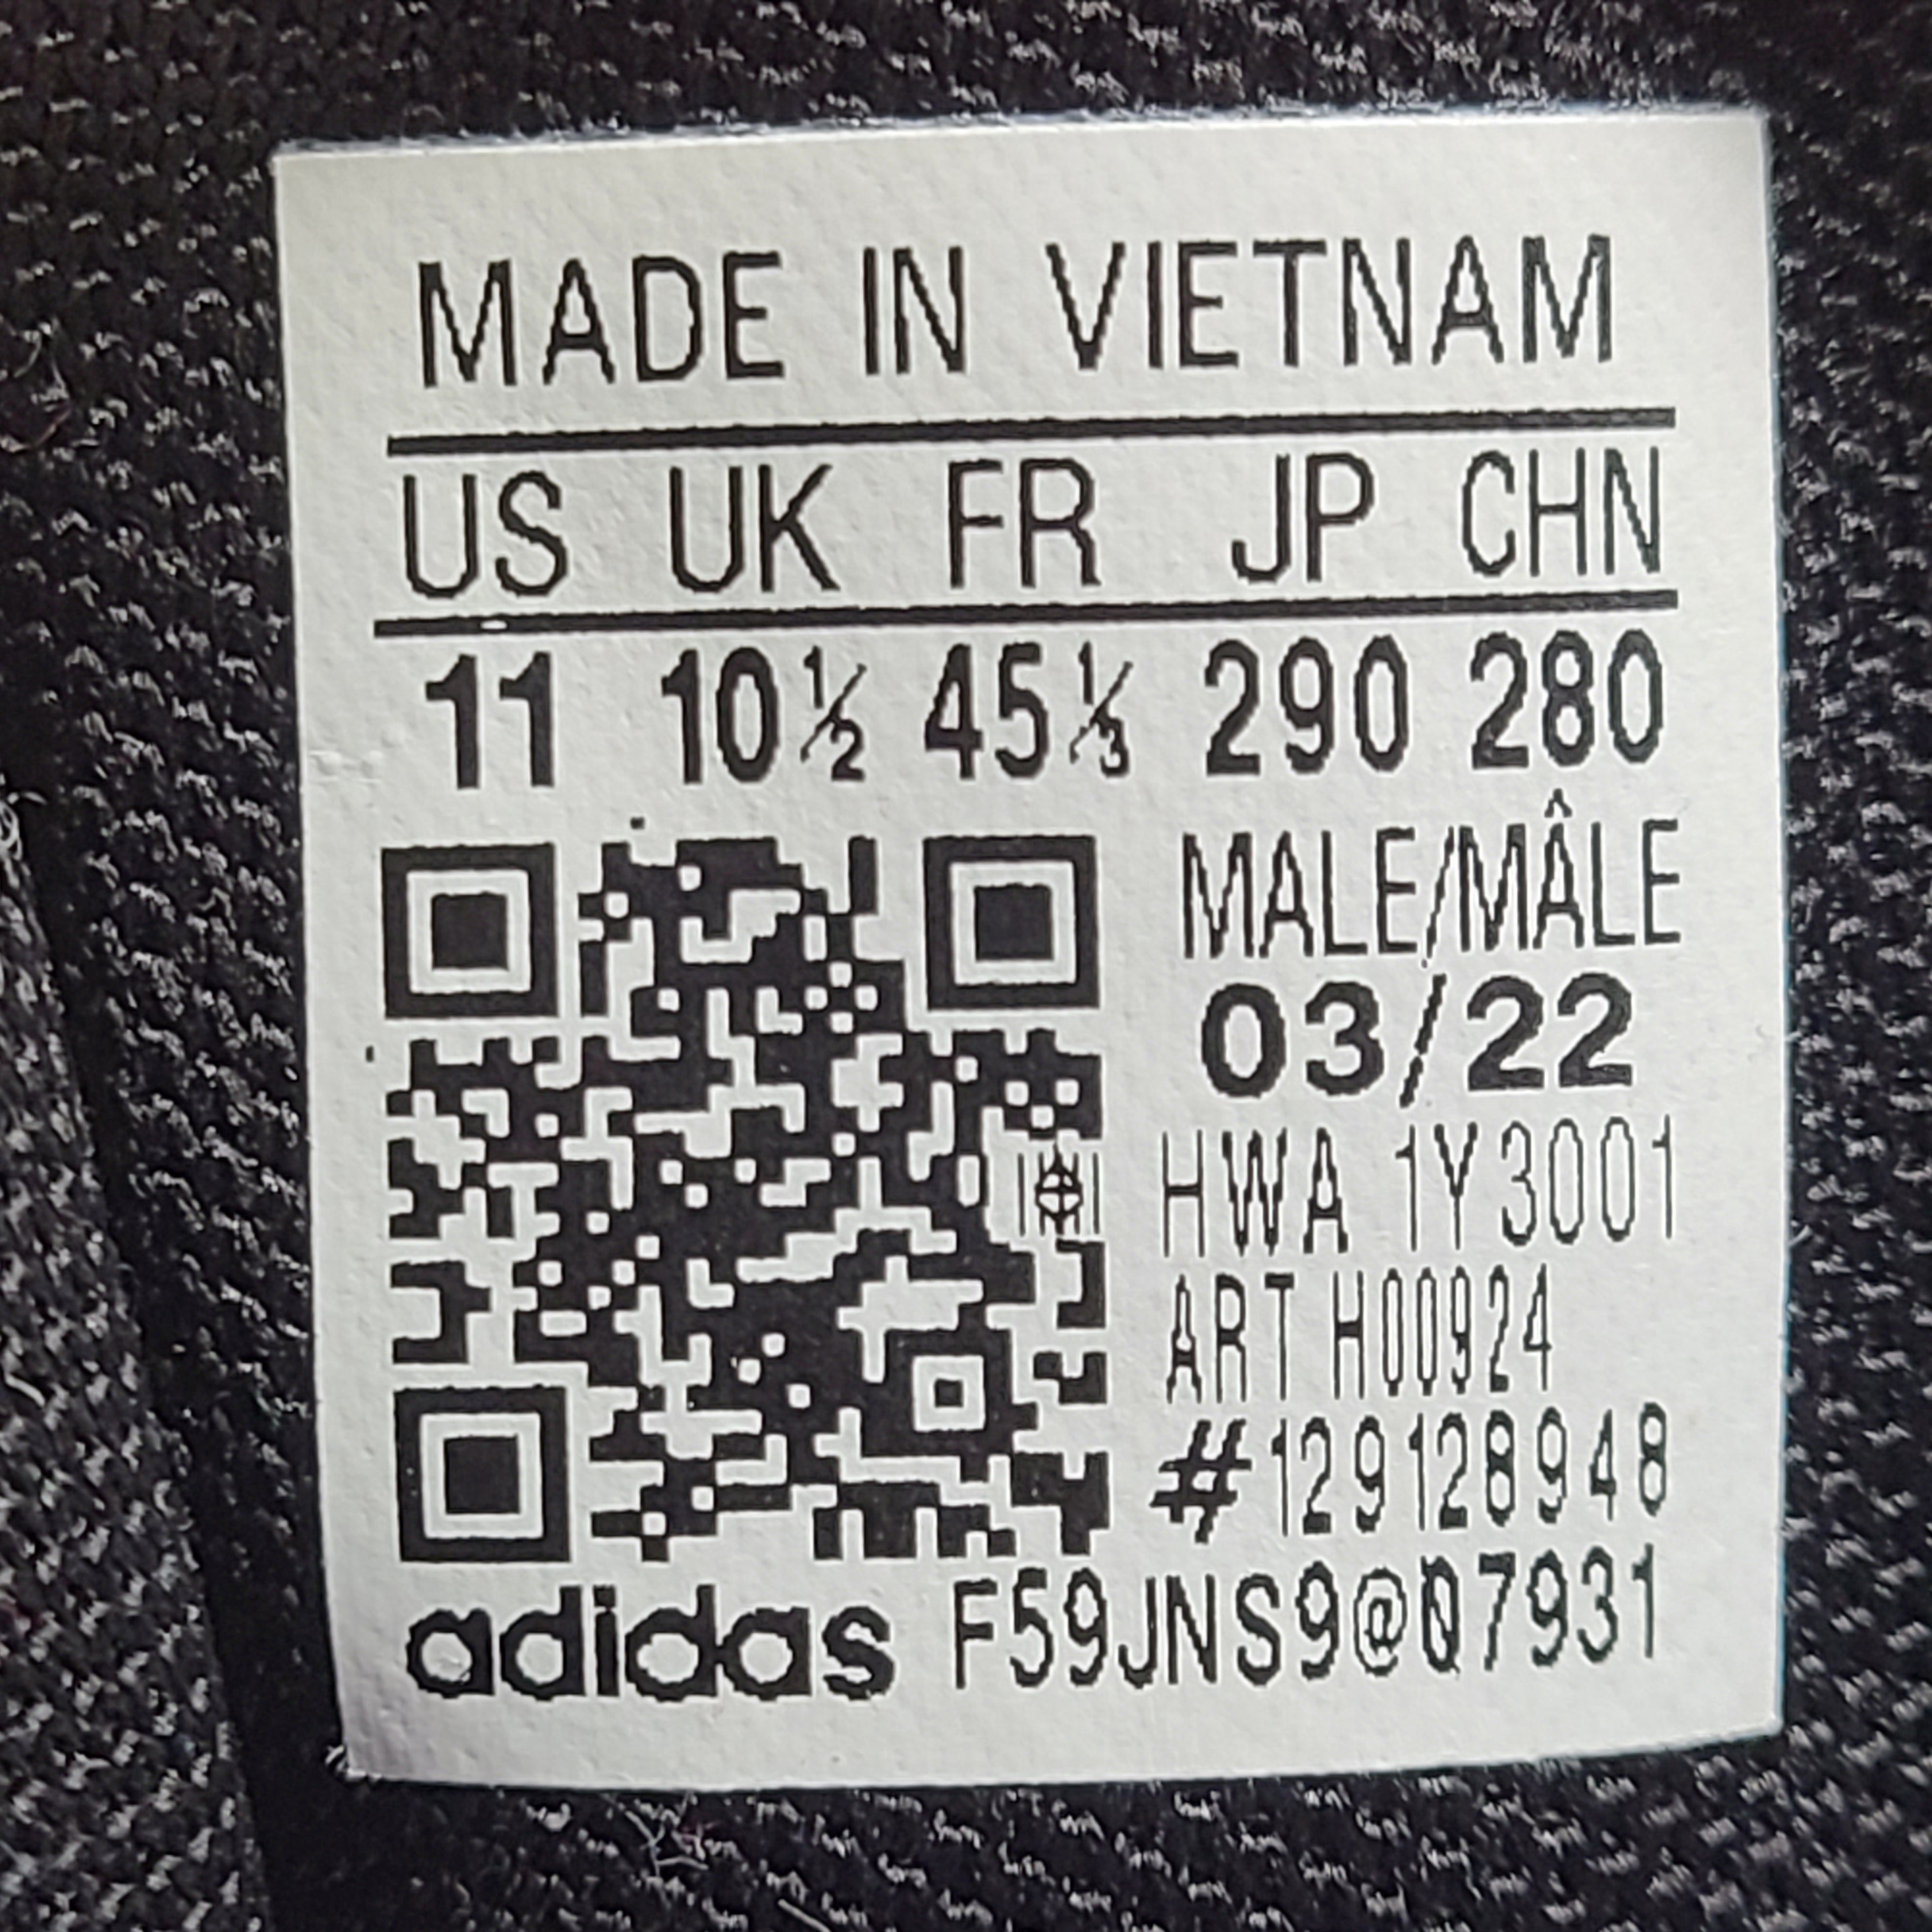 MADE IN VIETNAM
US UK FR JP CHN
11 10½ 45⅓ 290 280
MALE/MÂLE
03/22
HWA 1Y3001
ART H00924
#129128948
adidas F59JNS9@07931